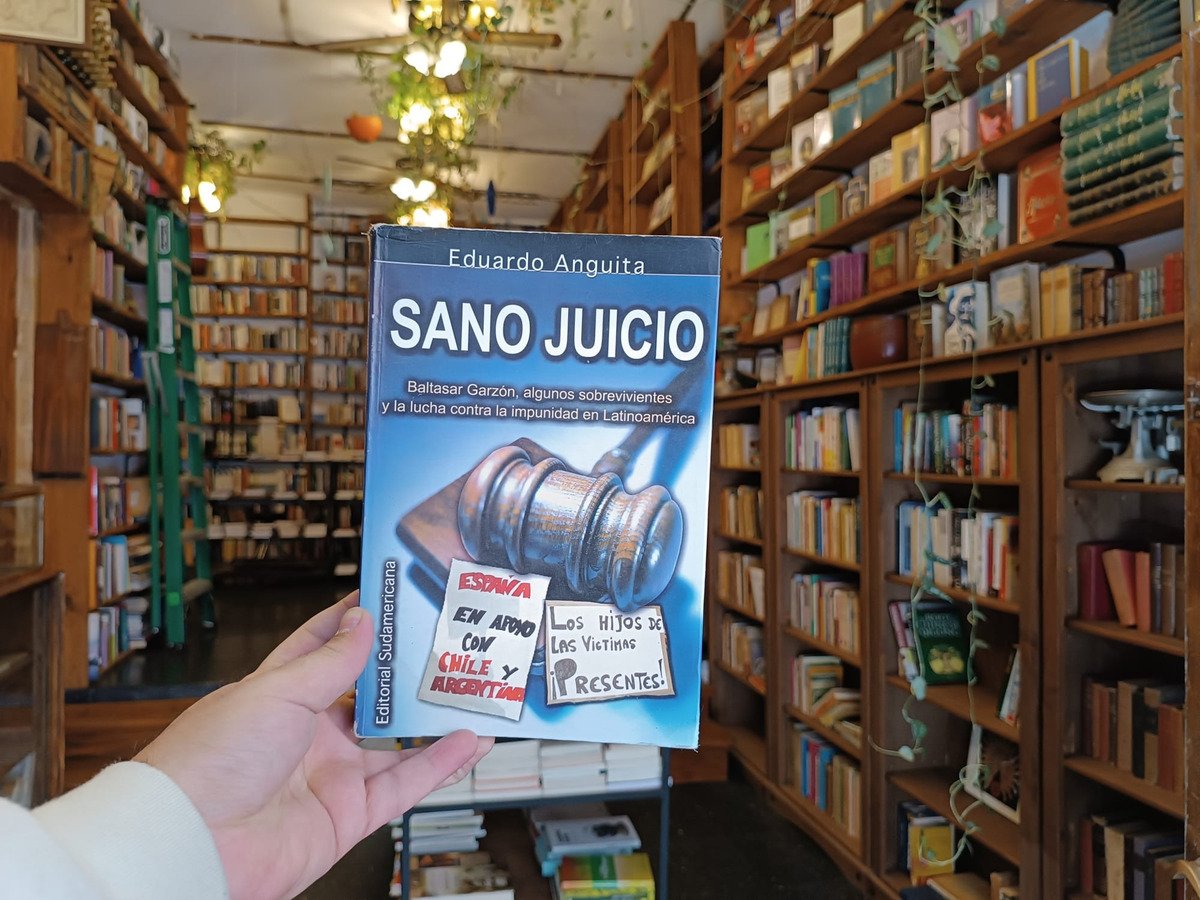 Eduardo Anguita
SANO JUICIO
Baltasar Garzón, algunos sobrevivientes
y la lucha contra la impunidad en Latinoamérica
ESPAÑA
EN APOYO
CON
CHILE Y
ARGENTINA
LOS HIJOS DE
LAS VICTIMAS
¡PRESENTES!
Editorial Sudamericana